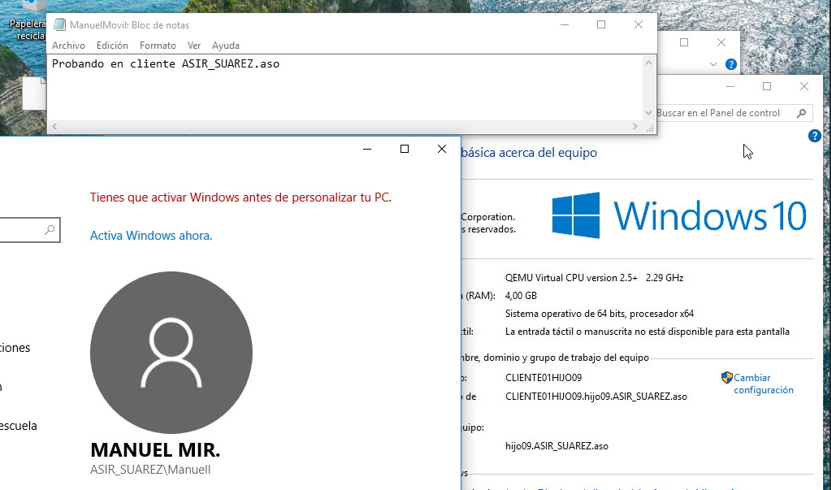 Papelera
recicla
ManuelMovil: Bloc de notas
Archivo Edición Formato Ver Ayuda
Probando en cliente ASIR_SUAREZ.aso
Buscar en el Panel de control
básica acerca del equipo
Tienes que activar Windows antes de personalizar tu PC.
Activa Windows ahora.
Corporation.
s reservados.
Windows 10
QEMU Virtual CPU version 2.5+ 2.29 GHz
(RAM): 4,00 GB
Sistema operativo de 64 bits, procesador x64
ctil: La entrada táctil o manuscrita no está disponible para esta pantalla
ciones
mbre, dominio y grupo de trabajo del equipo
o: CLIENTE01HIJO09
Cambiar
configuración
o de CLIENTE01HIJO09.hijo09.ASIR_SUAREZ.aso
escuela
quipo:
hijo09.ASIR_SUAREZ.aso
MANUEL MIR.
ASIR_SUAREZ\Manuell
ws